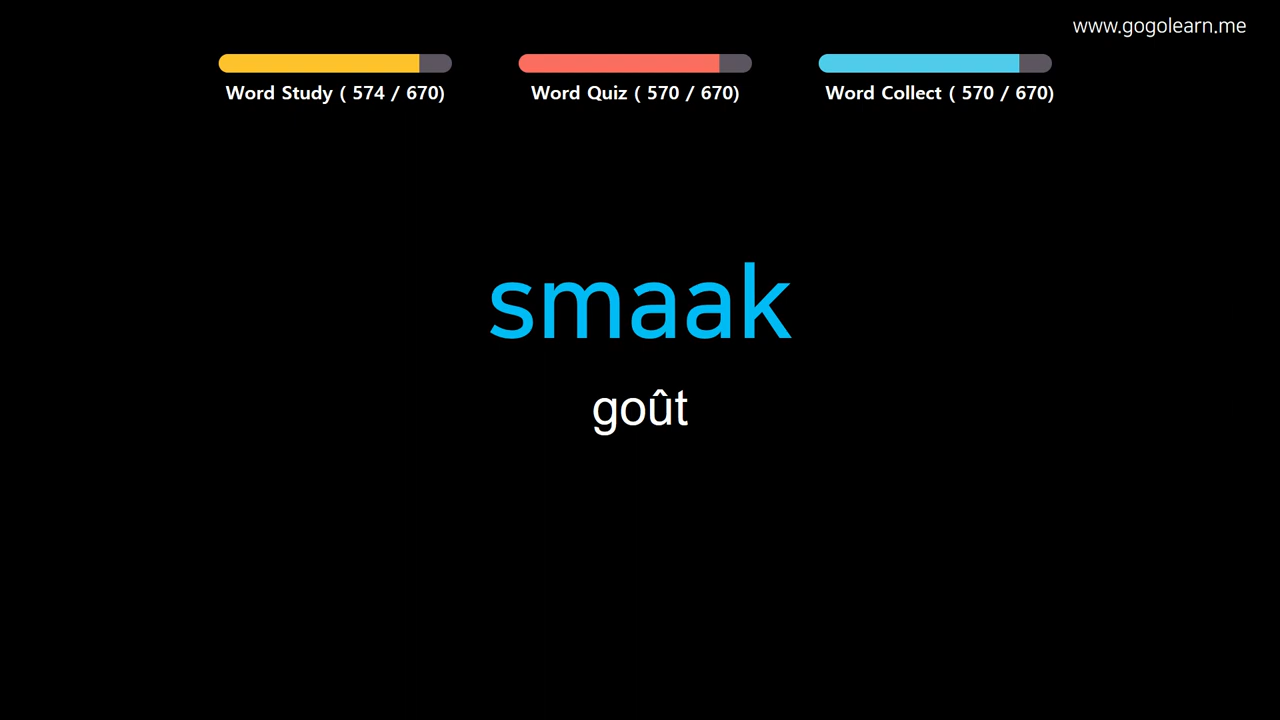 www.gogolearn.me
Word Study ( 574 / 670)
Word Quiz ( 570 / 670)
Word Collect ( 570 / 670)
smaak
goût